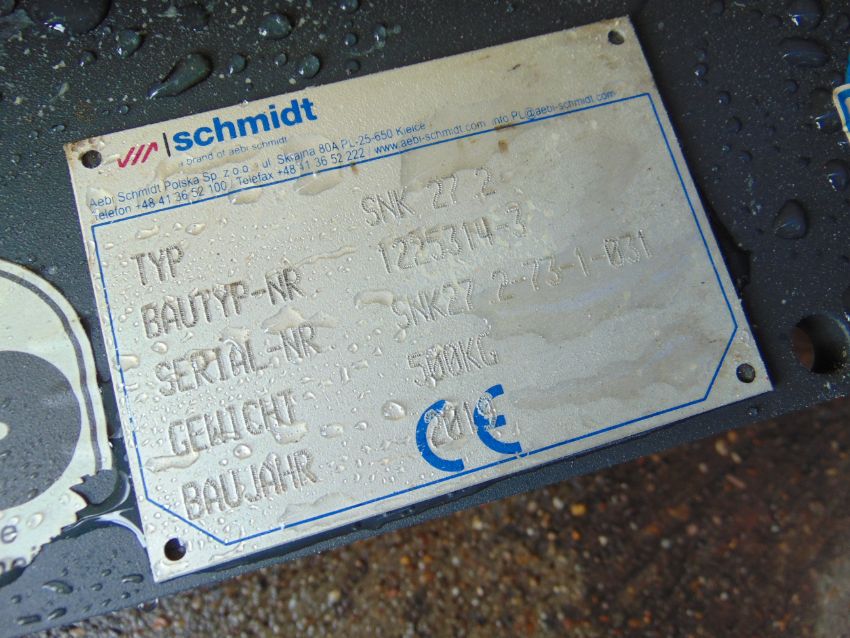 schmidt
a brand of aebi schmidt
Aebi Schmidt Polska Sp. z o.o. ul. Skrajna 80A PL-25-650 Kielce
Telefon +48 41 36 52 100 / Telefax +48 41 36 52 222 / www.aebi-schmidt.com info PL@aebi-schmidt.com
TYP SNK 27 2
BAUTYP-NR 1225314-3
SERIAL-NR SNK27 2-73-1-031
GEWICHT 500KG
BAUJAHR 2019
CE